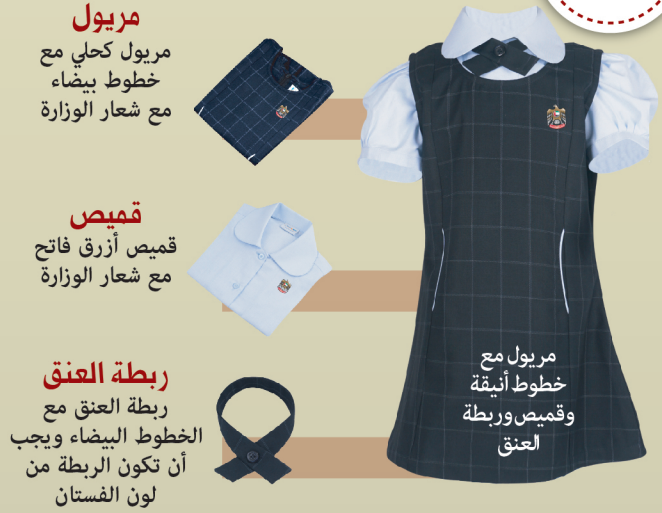 مريول
مريول كحلي مع
خطوط بيضاء
مع شعار الوزارة
قميص
قميص أزرق فاتح
مع شعار الوزارة
ربطة العنق
ربطة العنق مع
الخطوط البيضاء ويجب
أن تكون الربطة من
لون الفستان
مريول مع
خطوط أنيقة
وقميص وربطة
العنق